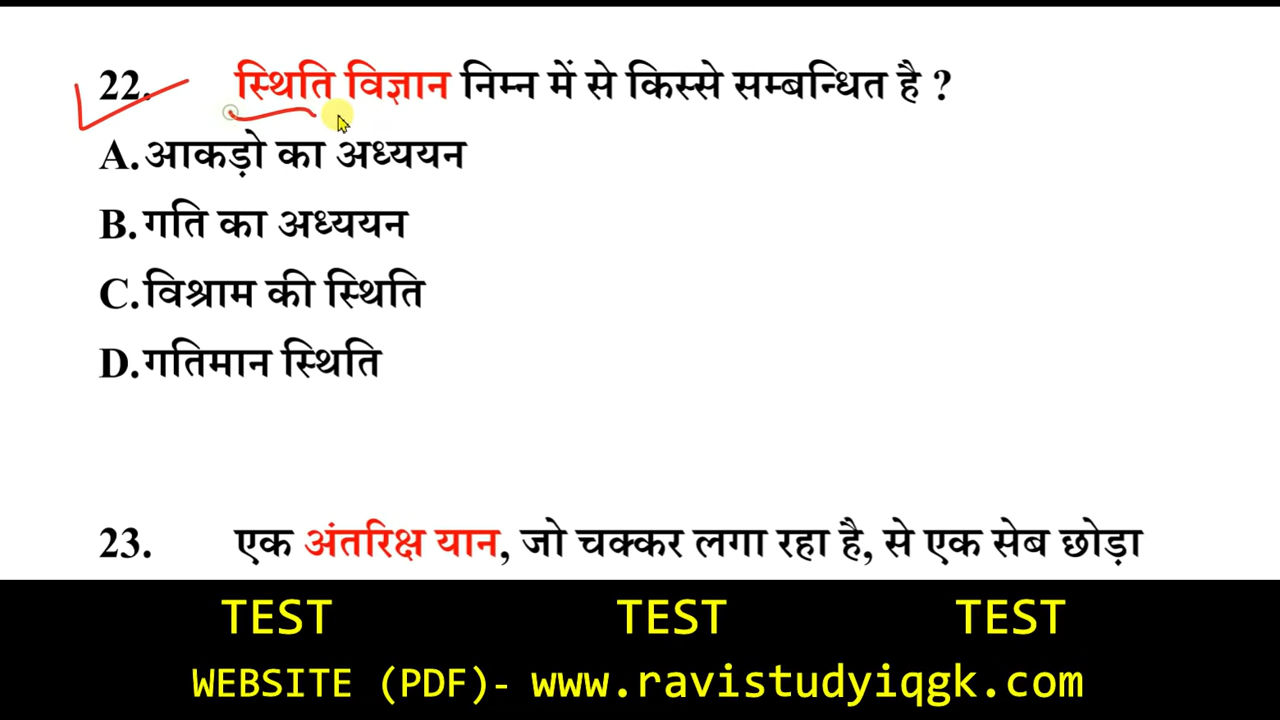 22. स्थिति विज्ञान निम्न में से किस्से सम्बन्धित है ?
A. आकड़ो का अध्ययन
B. गति का अध्ययन
C. विश्राम की स्थिति
D. गतिमान स्थिति
23. एक अंतरिक्ष यान, जो चक्कर लगा रहा है, से एक सेब छोड़ा
TEST TEST TEST
WEBSITE (PDF)- www.ravistudyiqgk.com